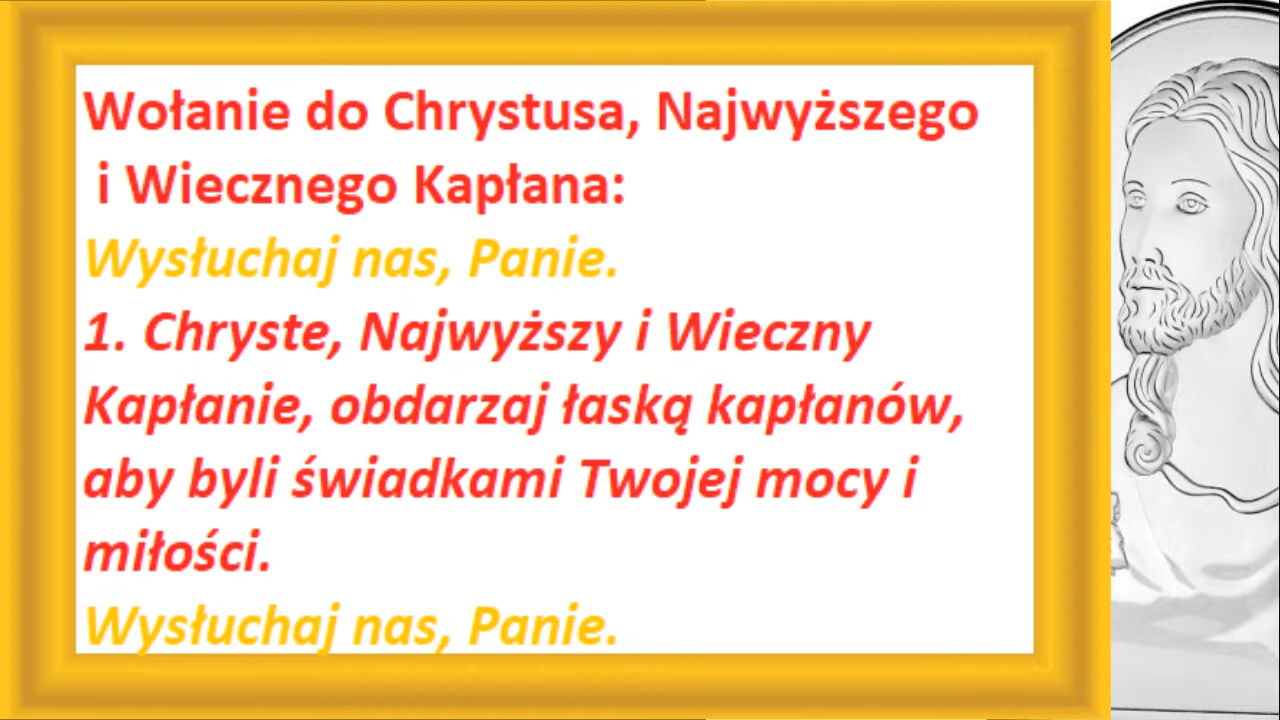 Wołanie do Chrystusa, Najwyższego
i Wiecznego Kapłana:
Wysłuchaj nas, Panie.
1. Chryste, Najwyższy i Wieczny
Kapłanie, obdarzaj łaską kapłanów,
aby byli świadkami Twojej mocy i
miłości.
Wysłuchaj nas, Panie.